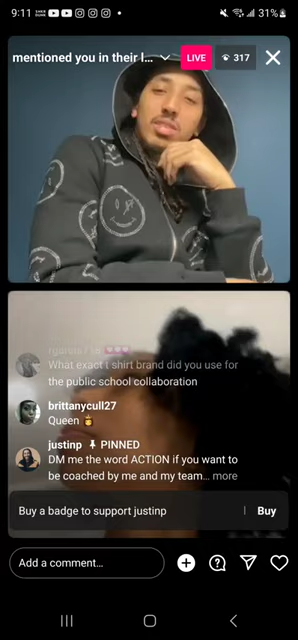 9:11
31%
mentioned you in their l...
LIVE
317
What exact t shirt brand did you use for
the public school collaboration
brittanycull27
Queen
justinp PINNED
DM me the word ACTION if you want to
be coached by me and my team... more
Buy a badge to support justinp
Buy
Add a comment...